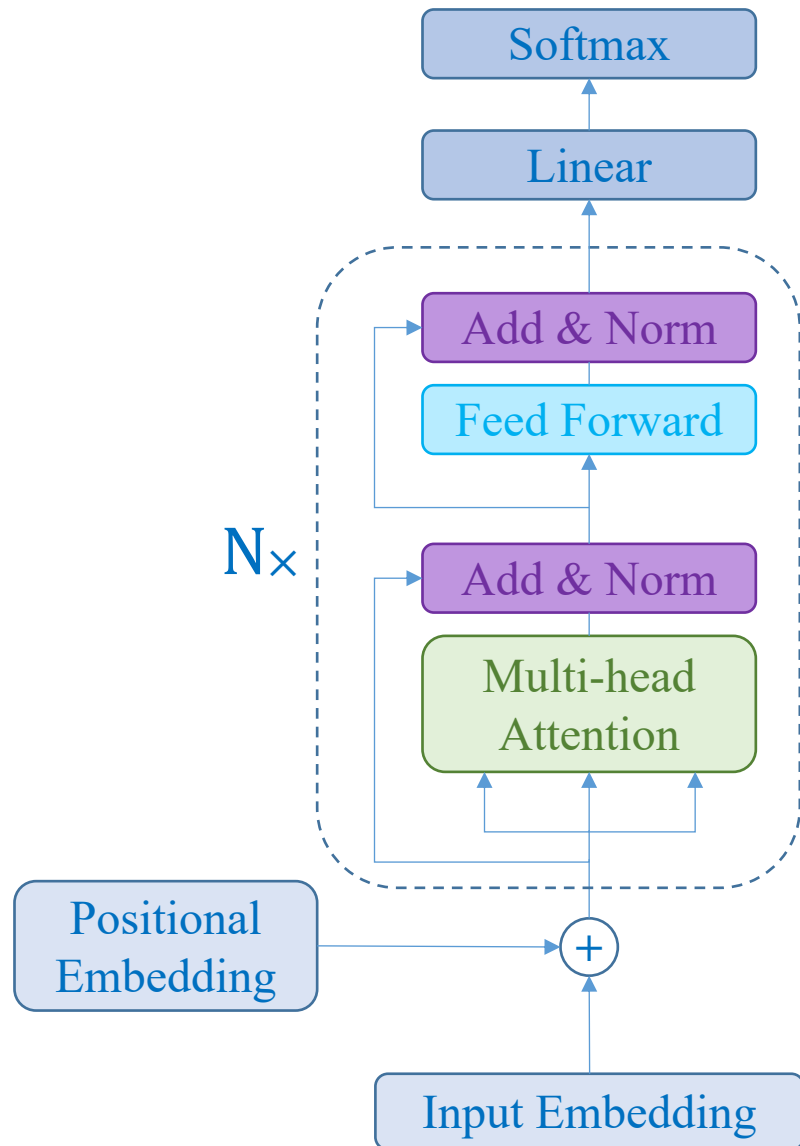 Softmax
Linear
Add & Norm
Feed Forward
N×
Add & Norm
Multi-head
Attention
Positional
Embedding
+
Input Embedding